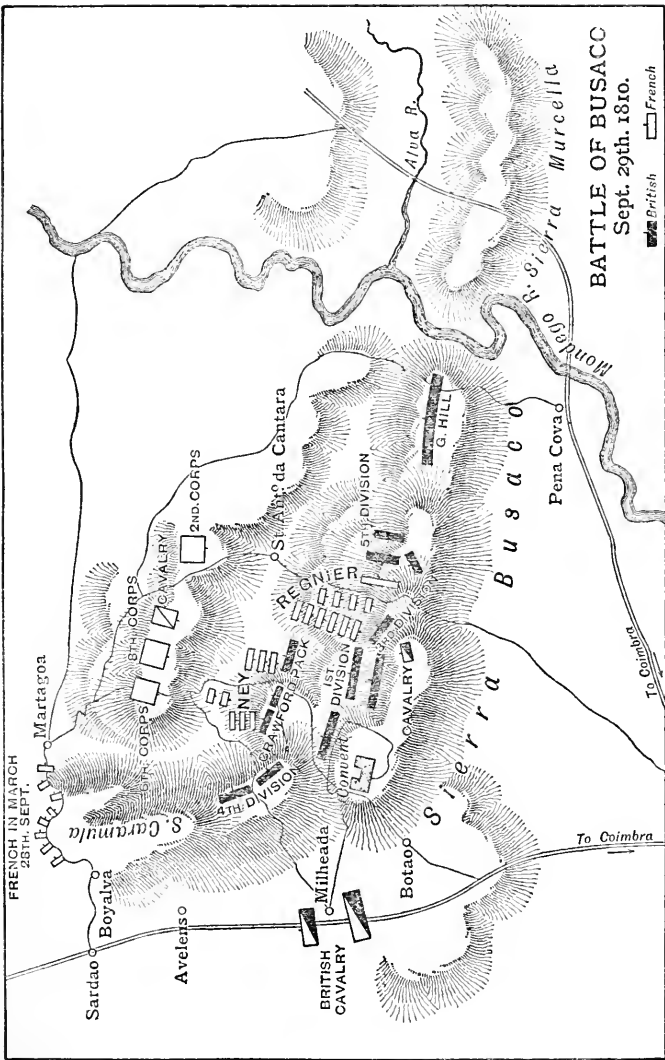 FRENCH IN MARCH
28TH. SEPT.
Martagoa
Sardao
Boyalva
S. Caramula
Avelenso
6TH. CORPS
8TH. CORPS
CAVALRY
2ND. CORPS
St. Ant<sup>o</sup>. da Cantara
NEY
REGNIER
CRAWFORD
PACK
4TH. DIVISION
1ST.
DIVISION
3RD. DIVISION
5TH. DIVISION
G. HILL
Convent
CAVALRY
Milheada
BRITISH
CAVALRY
Botao
Sierra Busaco
To Coimbra
Pena Cova
To Coimbra
Mondego R.
Alva R.
Sierra Murcella
BATTLE OF BUSACO
Sept. 29th. 1810.
British
French